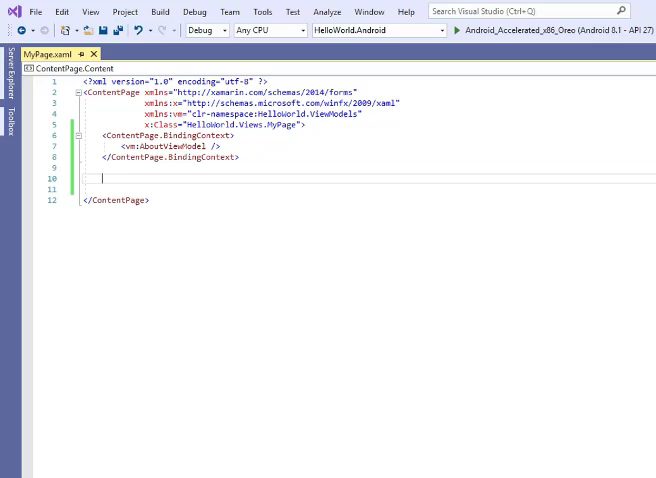 File Edit View Project Build Debug Team Tools Test Analyze Window Help Search Visual Studio (Ctrl+Q)
Debug Any CPU HelloWorld.Android Android_Accelerated_x86_Oreo (Android 8.1 - API 27)
Server Explorer
Toolbox
MyPage.xaml
ContentPage.Content
1 <?xml version="1.0" encoding="utf-8" ?>
2 <ContentPage xmlns="http://xamarin.com/schemas/2014/forms"
3 xmlns:x="http://schemas.microsoft.com/winfx/2009/xaml"
4 xmlns:vm="clr-namespace:HelloWorld.ViewModels"
5 x:Class="HelloWorld.Views.MyPage">
6 <ContentPage.BindingContext>
7 <vm:AboutViewModel />
8 </ContentPage.BindingContext>
9
10
11
12 </ContentPage>